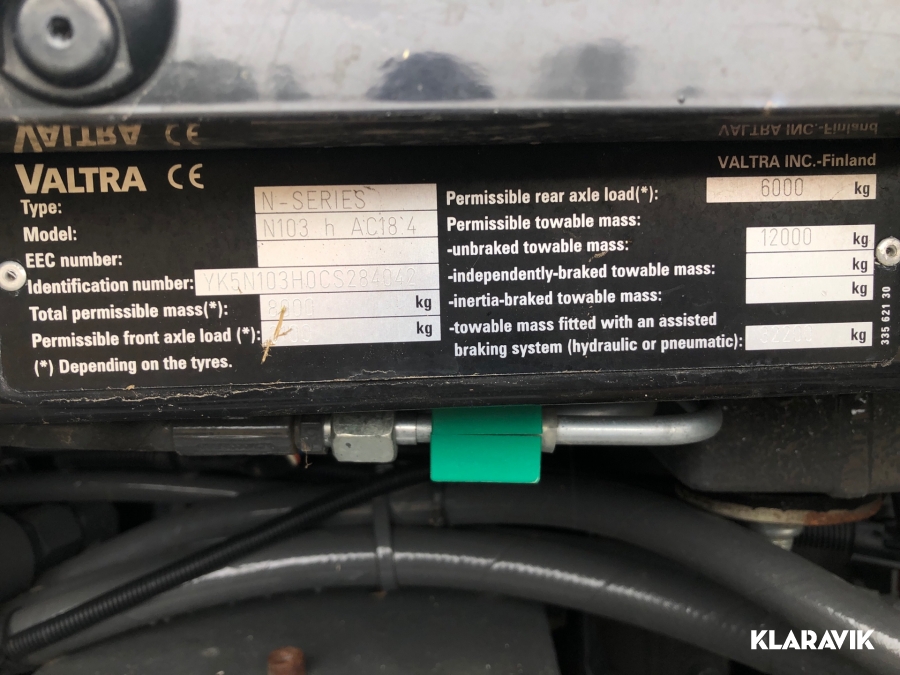 VALTRA CE
VALTRA INC.-Finland
VALTRA CE
VALTRA INC.-Finland
Type: N-SERIES
Model: N103 h AC18.4
EEC number:
Identification number: YK5N103H0CS284042
Total permissible mass(*): kg
Permissible front axle load (*): kg
(*) Depending on the tyres.
Permissible rear axle load(*): 6000 kg
Permissible towable mass:
-unbraked towable mass: 12000 kg
-independently-braked towable mass: kg
-inertia-braked towable mass: kg
-towable mass fitted with an assisted
braking system (hydraulic or pneumatic): kg
335 621 30
KLARAVIK